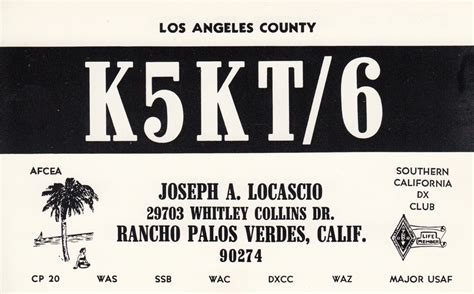 LOS ANGELES COUNTY
K5KT/6
AFCEA
SOUTHERN
CALIFORNIA
DX
CLUB
JOSEPH A. LOCASCIO
29703 WHITLEY COLLINS DR.
RANCHO PALOS VERDES, CALIF.
90274
LIFE
MEMBER
CP 20 WAS SSB WAC DXCC WAZ MAJOR USAF